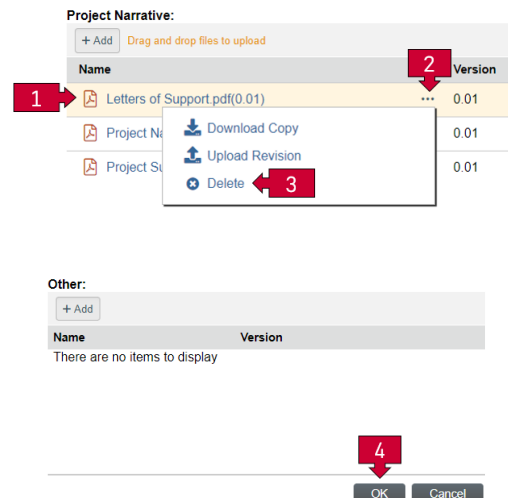 Project Narrative:
+ Add Drag and drop files to upload
Name Version
1 Letters of Support.pdf(0.01) ... 2 0.01
Project Na 0.01
Project Su 0.01
Download Copy
Upload Revision
Delete 3
Other:
+ Add
Name Version
There are no items to display
4
OK Cancel